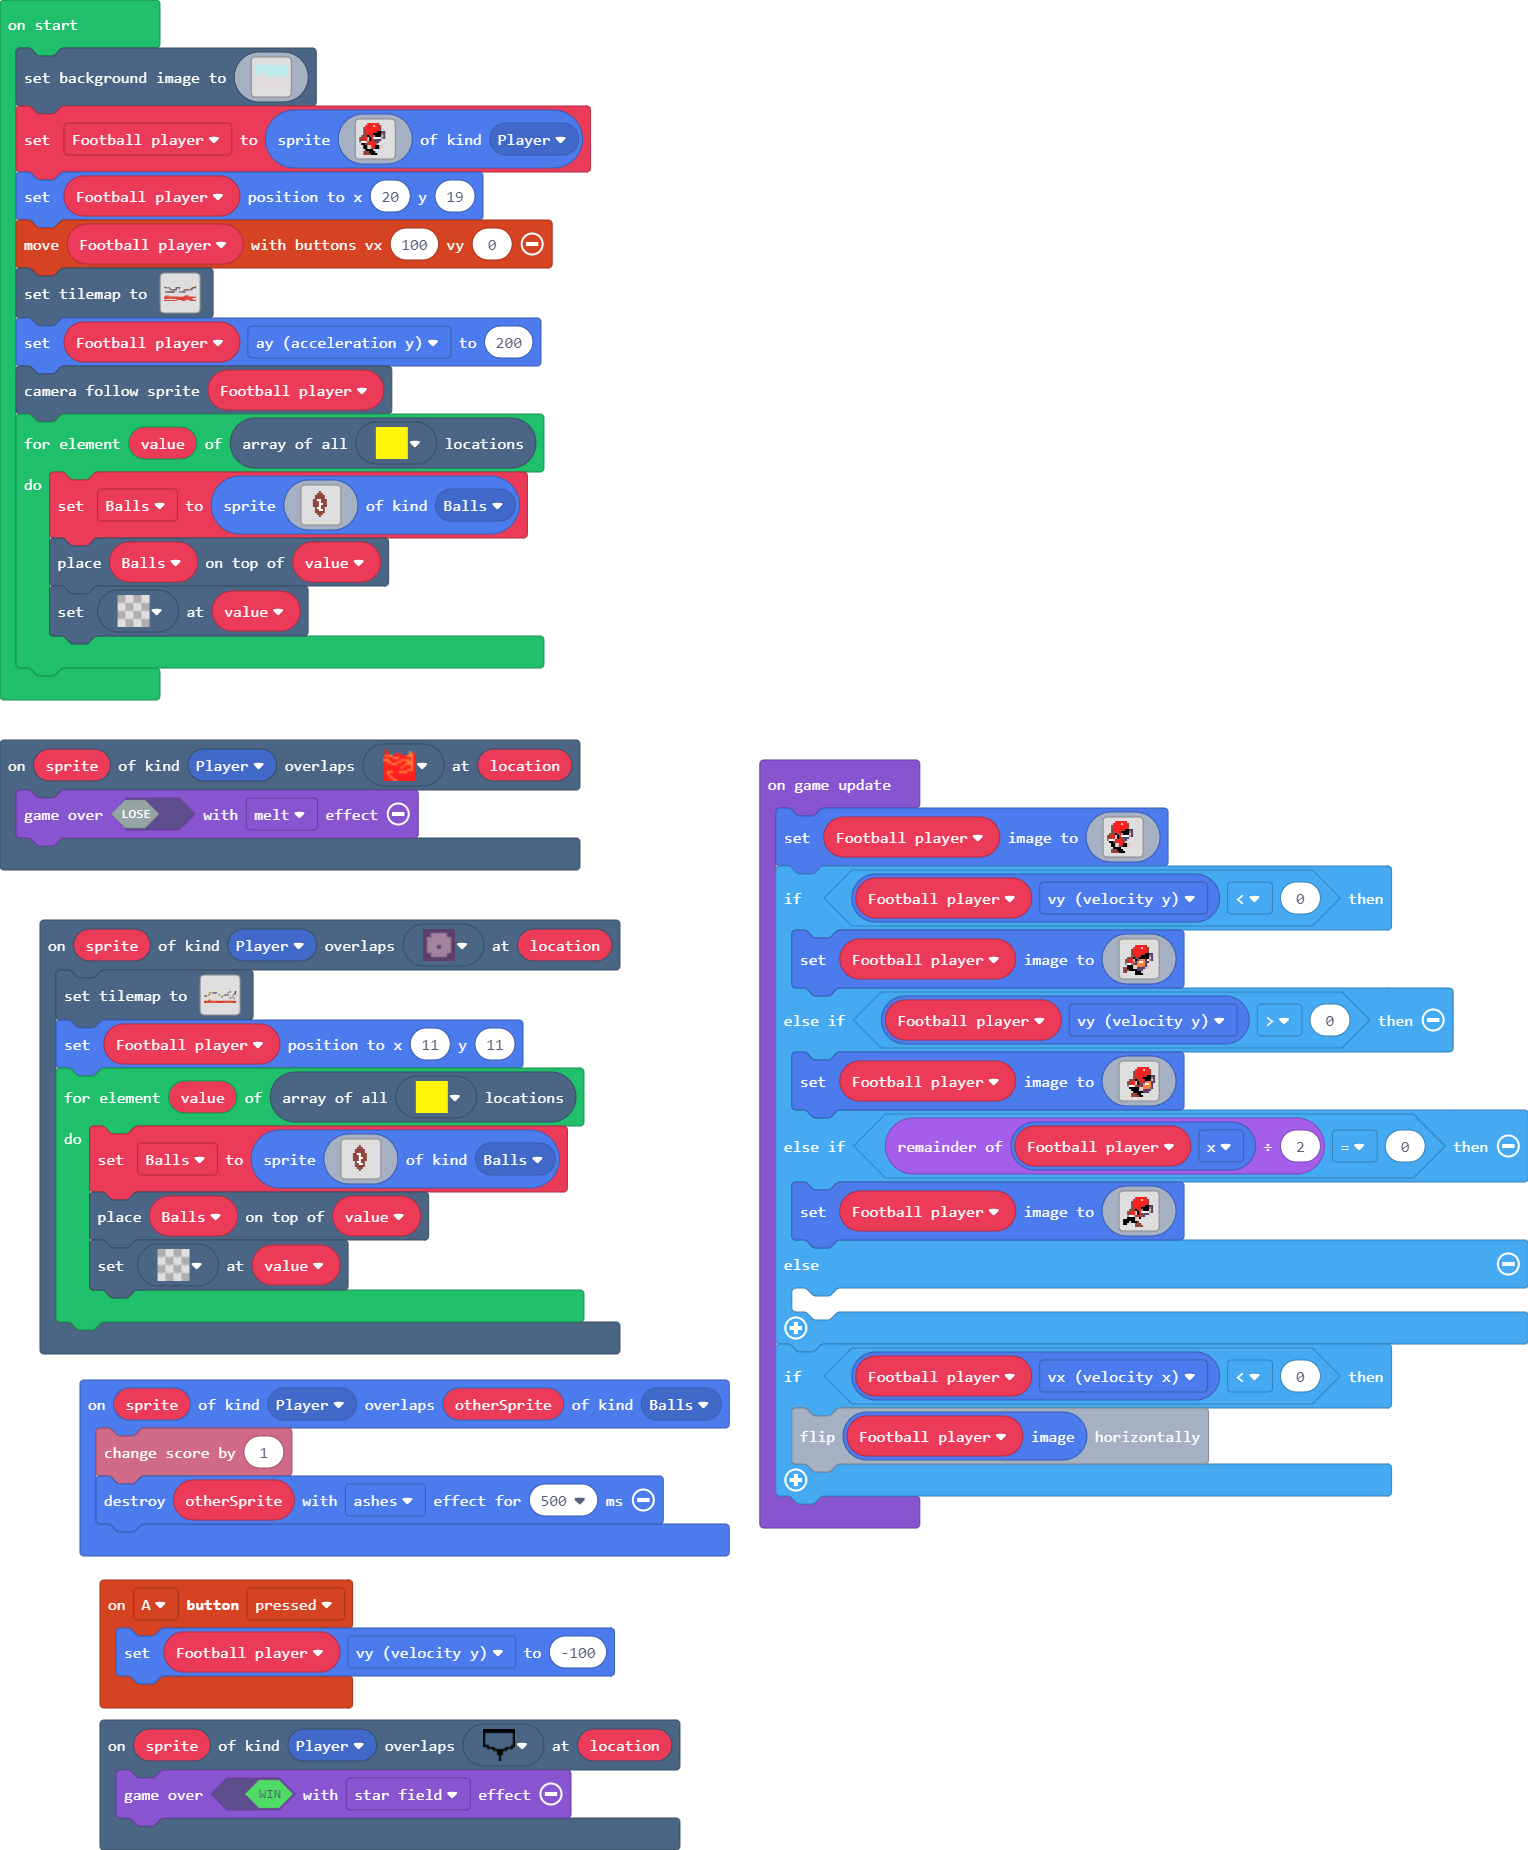 on start
set background image to
set Football player to sprite of kind Player
set Football player position to x 20 y 19
move Football player with buttons vx 100 vy 0
set tilemap to
set Football player ay (acceleration y) to 200
camera follow sprite Football player
for element value of array of all locations
do
set Balls to sprite of kind Balls
place Balls on top of value
set at value
on sprite of kind Player overlaps at location
game over LOSE with melt effect
on sprite of kind Player overlaps at location
set tilemap to
set Football player position to x 11 y 11
for element value of array of all locations
do
set Balls to sprite of kind Balls
place Balls on top of value
set at value
on sprite of kind Player overlaps otherSprite of kind Balls
change score by 1
destroy otherSprite with ashes effect for 500 ms
on A button pressed
set Football player vy (velocity y) to -100
on sprite of kind Player overlaps at location
game over WIN with star field effect
on game update
set Football player image to
if Football player vy (velocity y) < 0 then
set Football player image to
else if Football player vy (velocity y) > 0 then
set Football player image to
else if remainder of Football player x ÷ 2 = 0 then
set Football player image to
else
if Football player vx (velocity x) < 0 then
flip Football player image horizontally